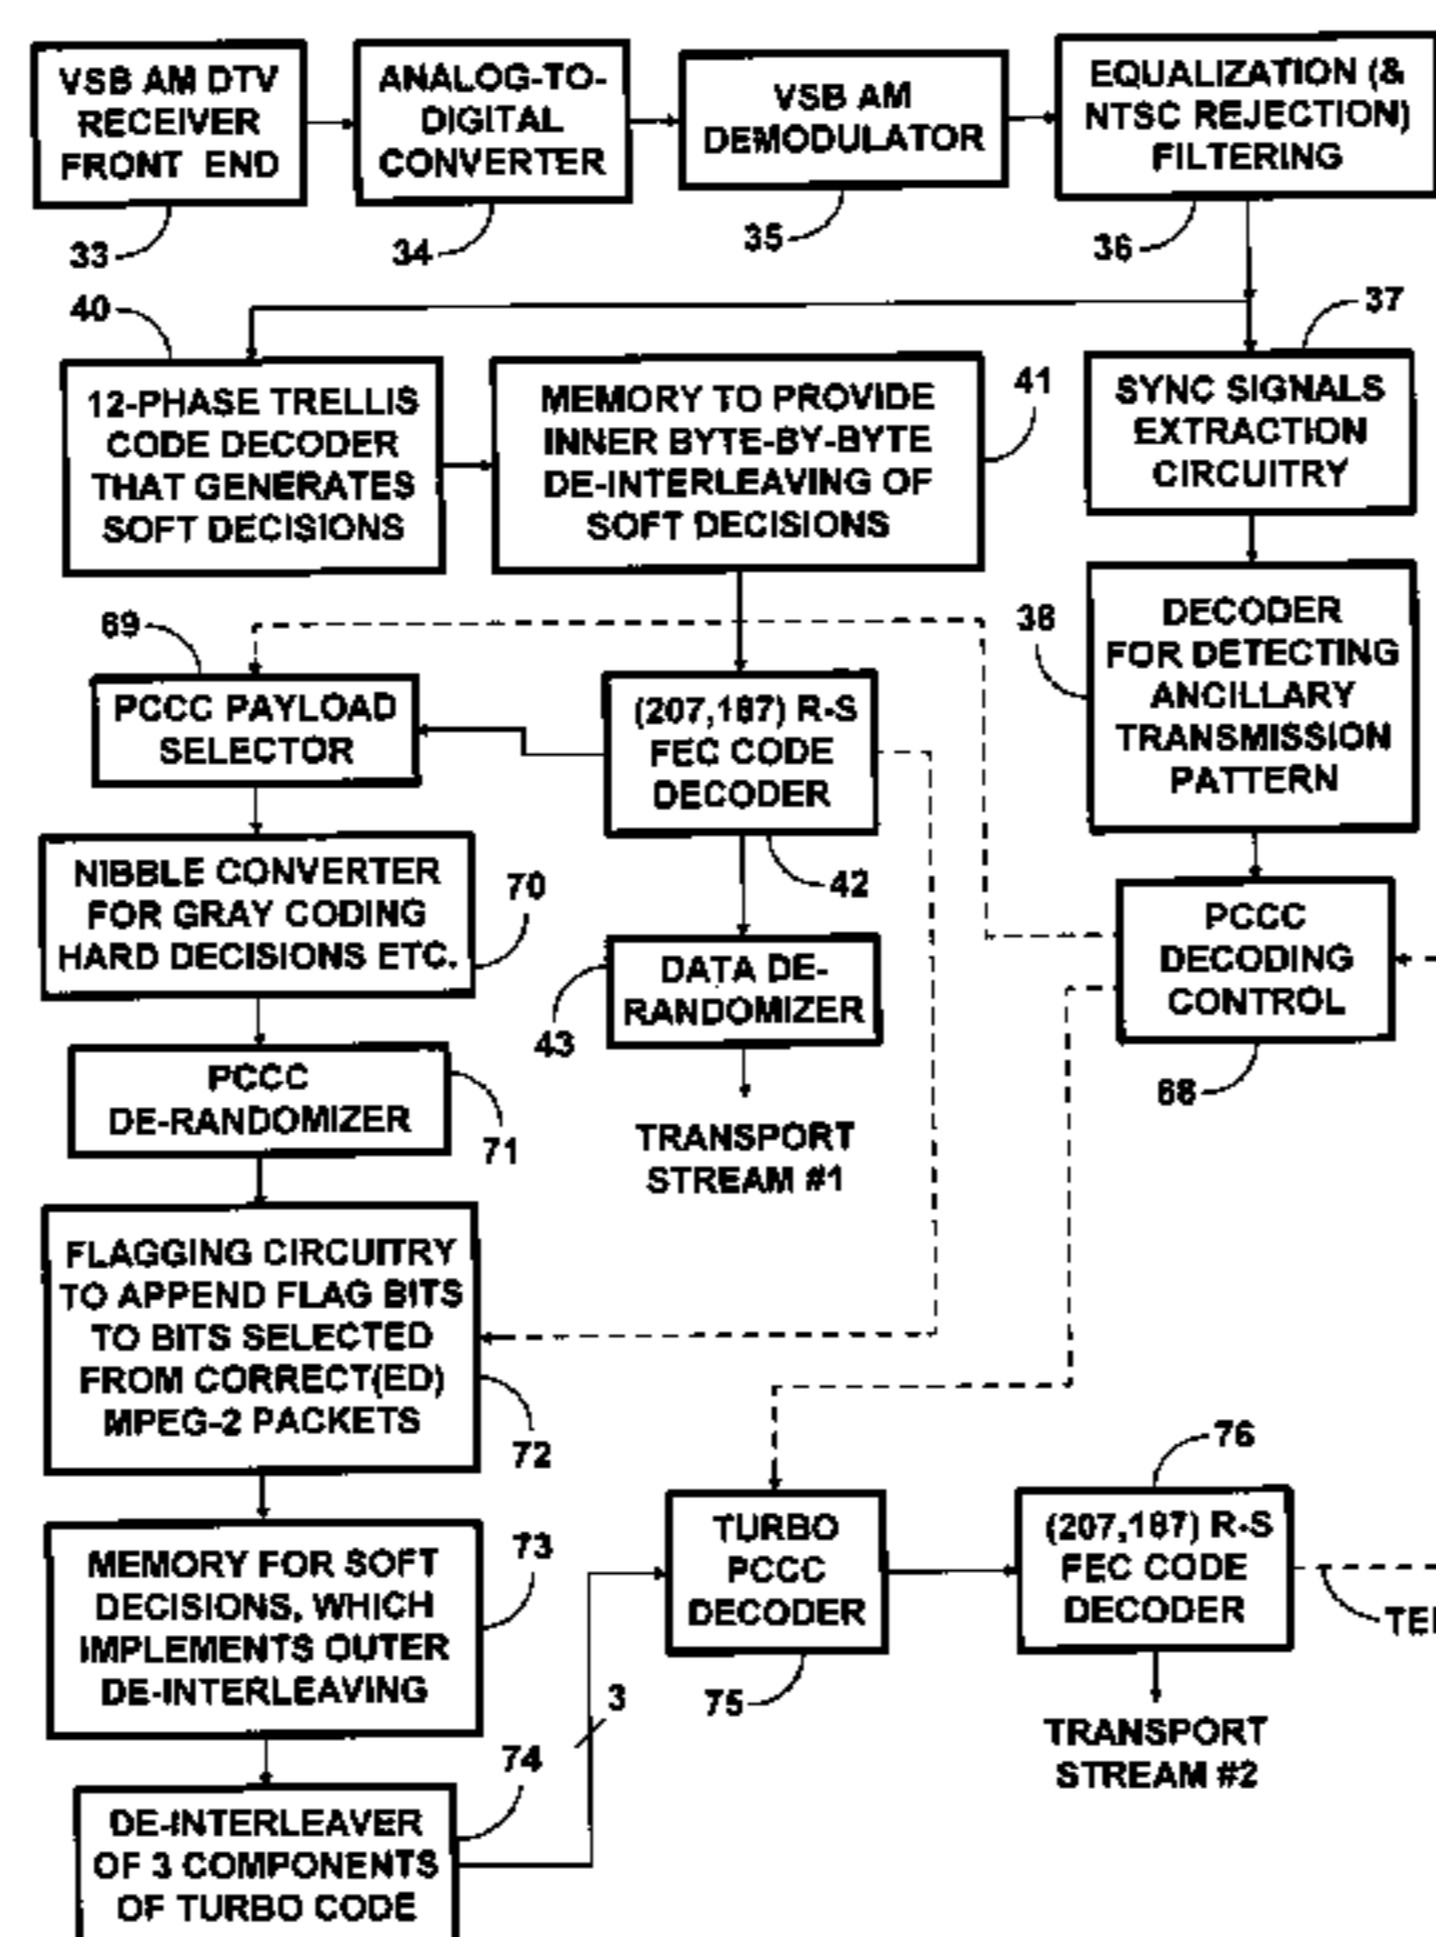 VSB AM DTV
RECEIVER
FRONT END
33
ANALOG-TO-
DIGITAL
CONVERTER
34
VSB AM
DEMODULATOR
35
EQUALIZATION (&
NTSC REJECTION)
FILTERING
36
40
12-PHASE TRELLIS
CODE DECODER
THAT GENERATES
SOFT DECISIONS
MEMORY TO PROVIDE
INNER BYTE-BY-BYTE
DE-INTERLEAVING OF
SOFT DECISIONS
41
37
SYNC SIGNALS
EXTRACTION
CIRCUITRY
38
DECODER
FOR DETECTING
ANCILLARY
TRANSMISSION
PATTERN
69
PCCC PAYLOAD
SELECTOR
(207,187) R-S
FEC CODE
DECODER
42
NIBBLE CONVERTER
FOR GRAY CODING
HARD DECISIONS ETC.
70
DATA DE-
RANDOMIZER
43
PCCC
DECODING
CONTROL
68
PCCC
DE-RANDOMIZER
71
TRANSPORT
STREAM #1
FLAGGING CIRCUITRY
TO APPEND FLAG BITS
TO BITS SELECTED
FROM CORRECT(ED)
MPEG-2 PACKETS
72
MEMORY FOR SOFT
DECISIONS, WHICH
IMPLEMENTS OUTER
DE-INTERLEAVING
73
TURBO
PCCC
DECODER
75
76
(207,187) R-S
FEC CODE
DECODER
TRANSPORT
STREAM #2
3
74
DE-INTERLEAVER
OF 3 COMPONENTS
OF TURBO CODE